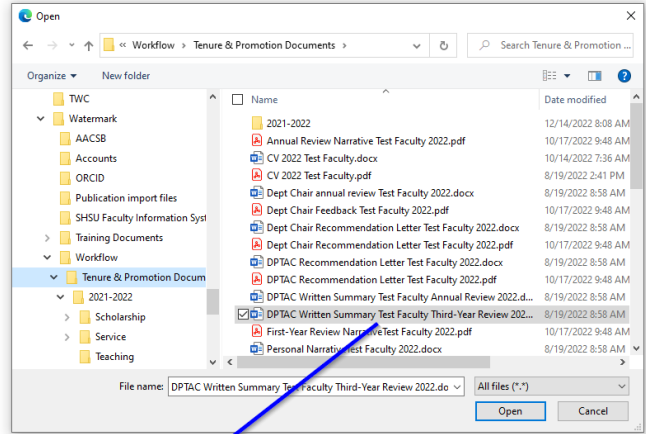 Open
« Workflow > Tenure & Promotion Documents >
Search Tenure & Promotion ...
Organize
New folder
TWC
Watermark
AACSB
Accounts
ORCID
Publication import files
SHSU Faculty Information Syst
Training Documents
Workflow
Tenure & Promotion Docum
2021-2022
Scholarship
Service
Teaching
Name Date modified
2021-2022 12/14/2022 8:08 AM
Annual Review Narrative Test Faculty 2022.pdf 10/17/2022 9:48 AM
CV 2022 Test Faculty.docx 10/14/2022 7:36 AM
CV 2022 Test Faculty.pdf 8/19/2022 2:41 PM
Dept Chair annual review Test Faculty 2022.docx 8/19/2022 8:58 AM
Dept Chair Feedback Test Faculty 2022.pdf 10/17/2022 9:48 AM
Dept Chair Recommendation Letter Test Faculty 2022.docx 8/19/2022 8:58 AM
Dept Chair Recommendation Letter Test Faculty 2022.pdf 10/17/2022 9:48 AM
DPTAC Recommendation Letter Test Faculty 2022.docx 8/19/2022 8:58 AM
DPTAC Recommendation Letter Test Faculty 2022.pdf 10/17/2022 9:48 AM
DPTAC Written Summary Test Faculty Annual Review 2022.d... 8/19/2022 8:58 AM
DPTAC Written Summary Test Faculty Third-Year Review 202... 8/19/2022 8:58 AM
First-Year Review Narrative Test Faculty 2022.pdf 10/17/2022 9:48 AM
Personal Narrative Test Faculty 2022.docx 8/19/2022 8:58 AM
File name: DPTAC Written Summary Test Faculty Third-Year Review 2022.do All files (*.*)
Open Cancel